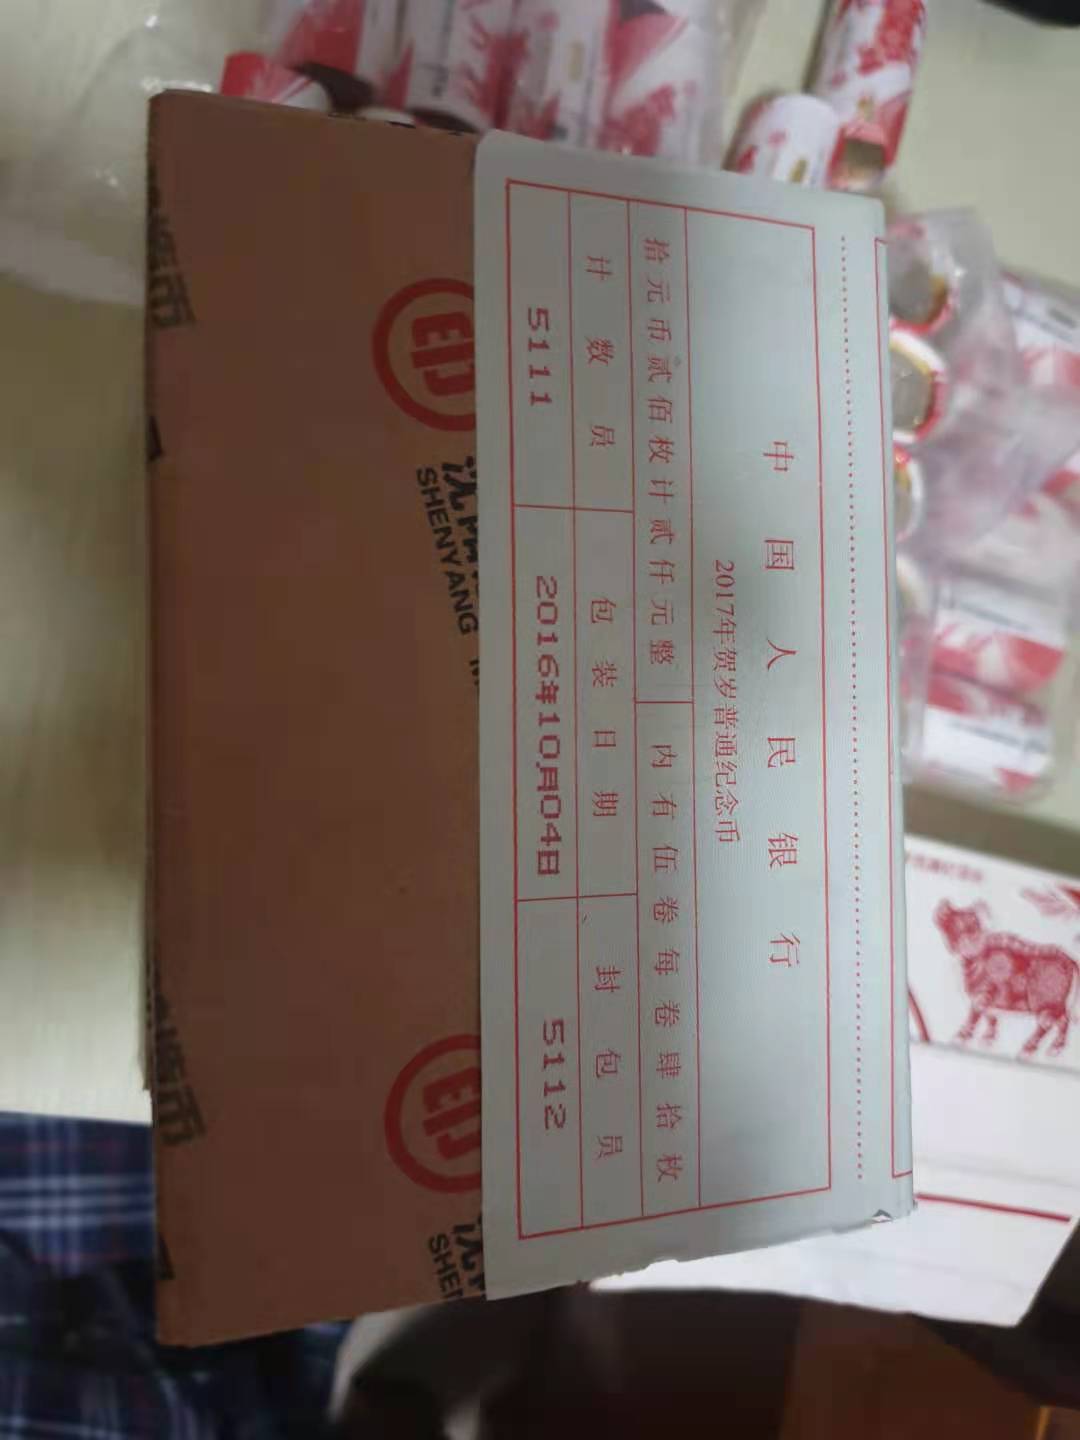 中国人民银行
2017年贺岁普通纪念币
拾元币贰佰枚计贰仟元整
内有伍卷每卷肆拾枚
计数员
包装日期
封包员
5111
2016年10月04日
5112
SHENYANG